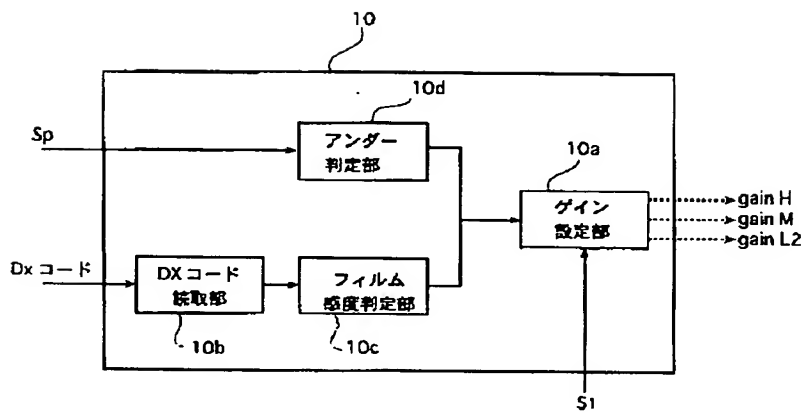 10
10d
Sp
アンダー
判定部
10a
ゲイン
設定部
gain H
gain M
gain L2
Dx コード
DX コード
読取部
フィルム
感度判定部
10b
10c
S1